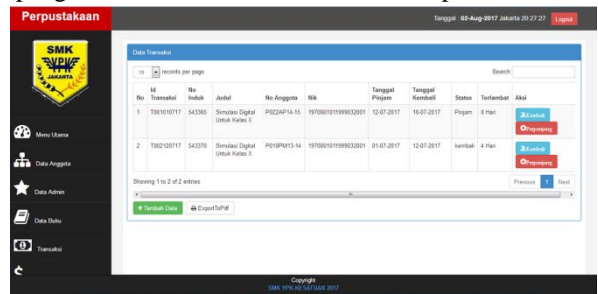 Perpustakaan
Tanggal : 02-Aug-2017 Jakarta 20:27:27 Logout
SMK
YPK
JAKARTA
Menu Utama
Data Anggota
Data Admin
Data Buku
Transaksi
Data Transaksi
10 records per page Search:
No Id Transaksi No Induk Judul No Anggota Nik Tanggal Pinjam Tanggal Kembali Status Terlambat Aksi
1 T001010717 543365 Simulasi Digital Untuk Kelas X P022AP14-15 1970001011999032001 12-07-2017 16-07-2017 Pinjam 0 Hari Kembali Perpanjang
2 T002120717 543370 Simulasi Digital Untuk Kelas X P010PM13-14 1970001011999032001 01-07-2017 12-07-2017 kembali 4 Hari Kembali Perpanjang
Showing 1 to 2 of 2 entries Previous 1 Next
+ Tambah Data ExportToPdf
Copyright
SMK YPK KESATUAN 2017